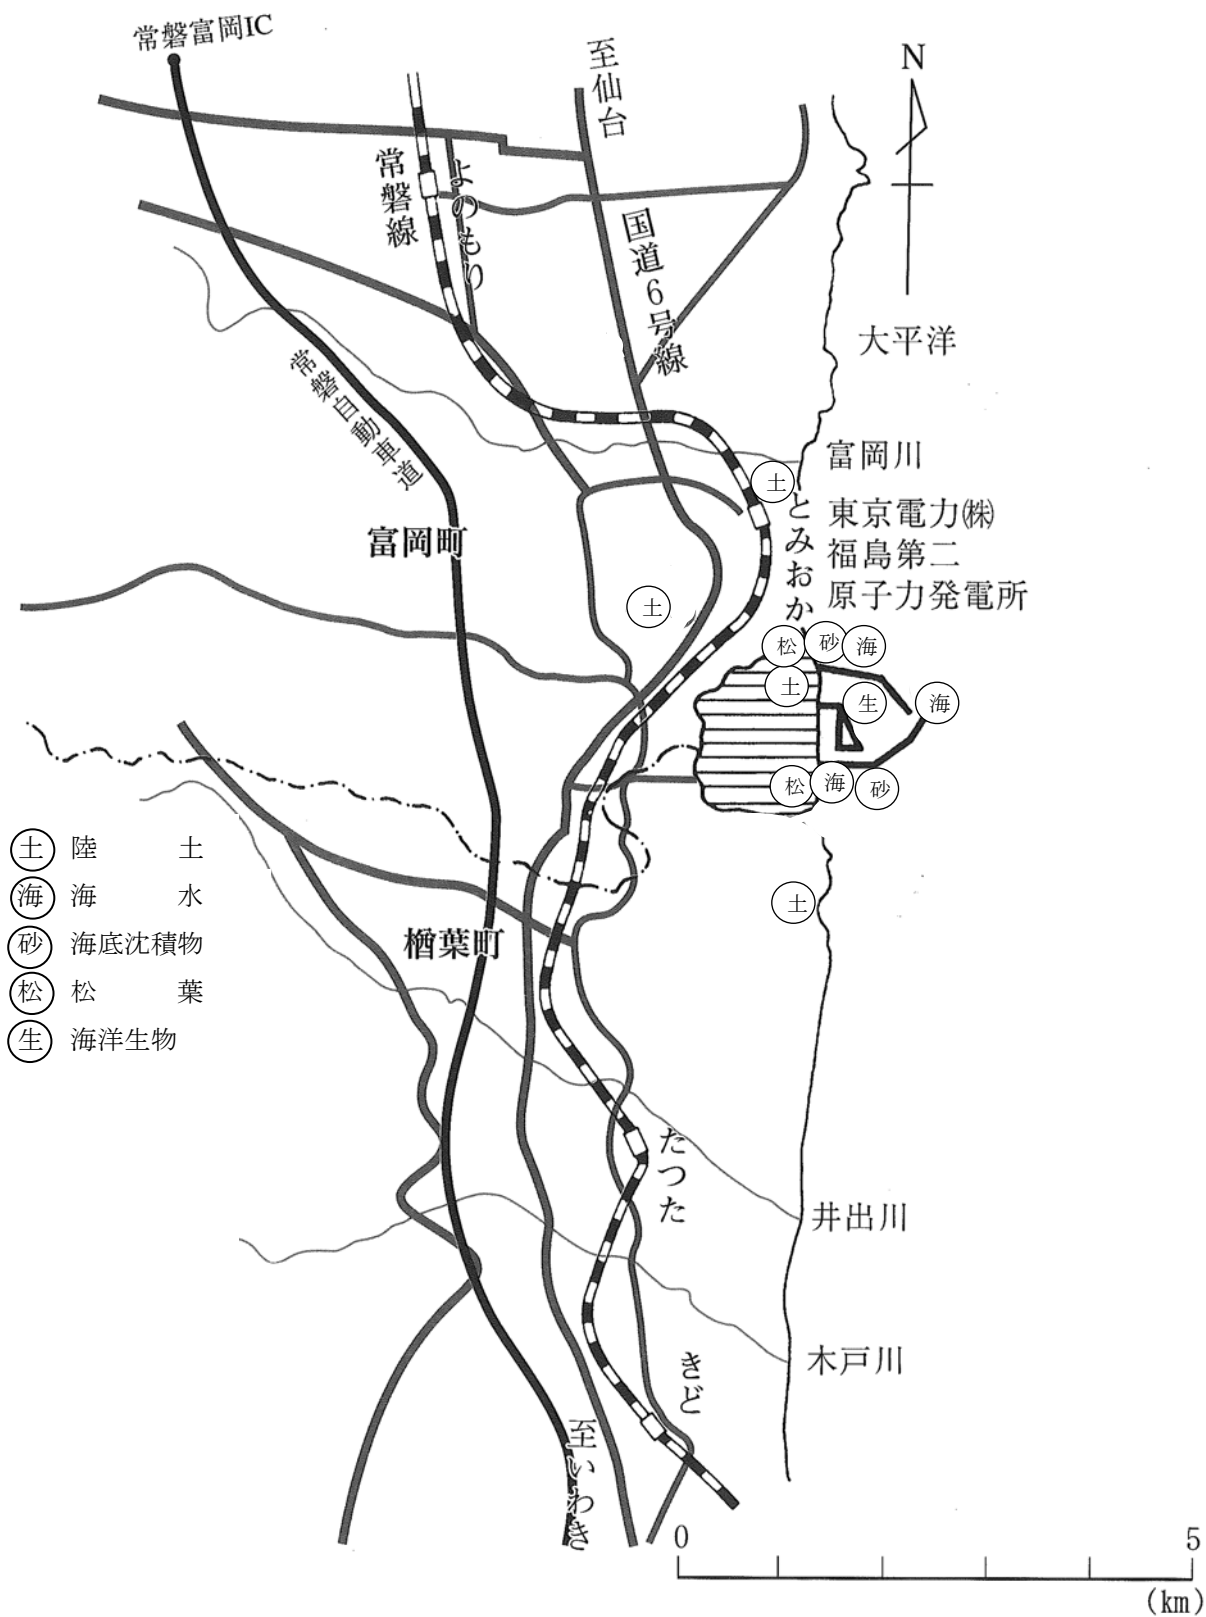 常磐富岡IC
至仙台
N
常磐線
よのもり
国道6号線
大平洋
常磐自動車道
富岡川
土
とみおか
東京電力㈱
福島第二
原子力発電所
富岡町
土
松 砂 海
土 生 海
松 海 砂
土 陸土
海 海水
砂 海底沈積物
松 松葉
生 海洋生物
土
楢葉町
たつた
井出川
木戸川
きど
至いわき
0 5
(km)